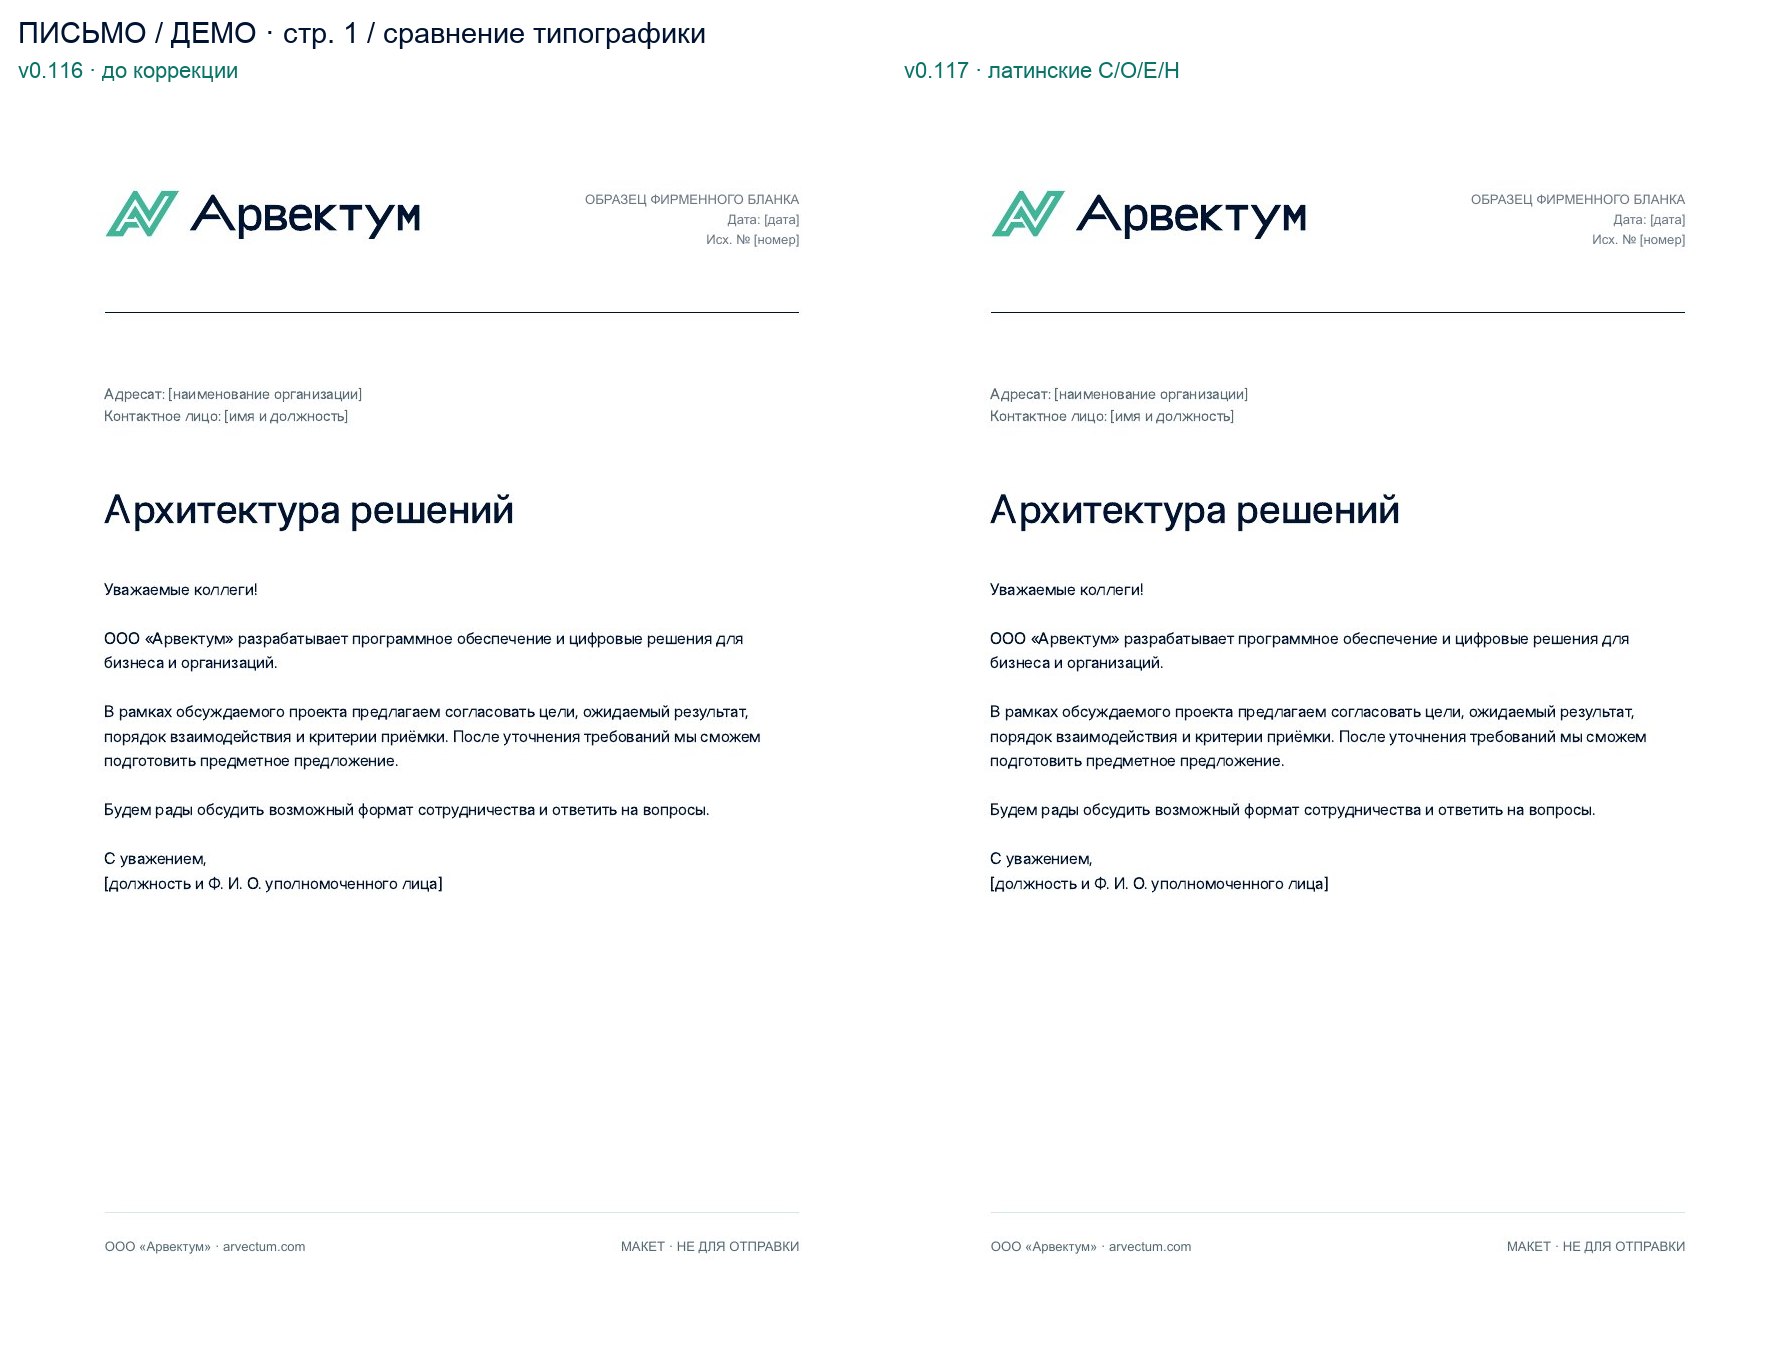 ПИСЬМО / ДЕМО · стр. 1 / сравнение типографики
v0.116 · до коррекции
Арвектум
ОБРАЗЕЦ ФИРМЕННОГО БЛАНКА
Дата: [дата]
Исх. № [номер]
Адресат: [наименование организации]
Контактное лицо: [имя и должность]
Архитектура решений
Уважаемые коллеги!
ООО «Арвектум» разрабатывает программное обеспечение и цифровые решения для
бизнеса и организаций.
В рамках обсуждаемого проекта предлагаем согласовать цели, ожидаемый результат,
порядок взаимодействия и критерии приёмки. После уточнения требований мы сможем
подготовить предметное предложение.
Будем рады обсудить возможный формат сотрудничества и ответить на вопросы.
С уважением,
[должность и Ф. И. О. уполномоченного лица]
ООО «Арвектум» · arvectum.com
МАКЕТ · НЕ ДЛЯ ОТПРАВКИ
v0.117 · латинские C/O/E/H
Арвектум
ОБРАЗЕЦ ФИРМЕННОГО БЛАНКА
Дата: [дата]
Исх. № [номер]
Адресат: [наименование организации]
Контактное лицо: [имя и должность]
Архитектура решений
Уважаемые коллеги!
ООО «Арвектум» разрабатывает программное обеспечение и цифровые решения для
бизнеса и организаций.
В рамках обсуждаемого проекта предлагаем согласовать цели, ожидаемый результат,
порядок взаимодействия и критерии приёмки. После уточнения требований мы сможем
подготовить предметное предложение.
Будем рады обсудить возможный формат сотрудничества и ответить на вопросы.
С уважением,
[должность и Ф. И. О. уполномоченного лица]
ООО «Арвектум» · arvectum.com
МАКЕТ · НЕ ДЛЯ ОТПРАВКИ